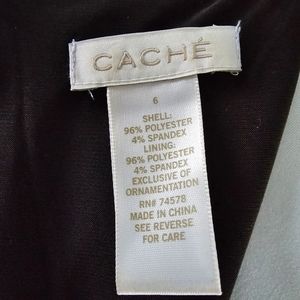 CACHÉ
6
SHELL:
96% POLYESTER
4% SPANDEX
LINING:
96% POLYESTER
4% SPANDEX
EXCLUSIVE OF
ORNAMENTATION
RN# 74578
MADE IN CHINA
SEE REVERSE
FOR CARE